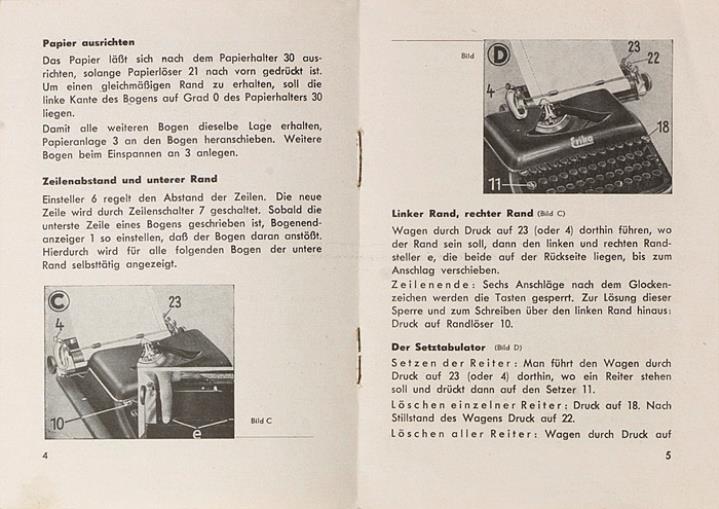 Papier ausrichten
Das Papier läßt sich nach dem Papierhalter 30 aus-
richten, solange Papierlöser 21 nach vorn gedrückt ist.
Um einen gleichmäßigen Rand zu erhalten, soll die
linke Kante des Bogens auf Grad 0 des Papierhalters 30
liegen.
Damit alle weiteren Bogen dieselbe Lage erhalten,
Papieranlage 3 an den Bogen heranschieben. Weitere
Bogen beim Einspannen an 3 anlegen.
Zeilenabstand und unterer Rand
Einsteller 6 regelt den Abstand der Zeilen. Die neue
Zeile wird durch Zeilenschalter 7 geschaltet. Sobald die
unterste Zeile eines Bogens geschrieben ist, Bogenend-
anzeiger 1 so einstellen, daß der Bogen daran anstößt.
Hierdurch wird für alle folgenden Bogen der untere
Rand selbsttätig angezeigt.
C
23
4
10
e
Bild C
4
Bild
D
23
22
4
18
Erika
11
Linker Rand, rechter Rand (Bild C)
Wagen durch Druck auf 23 (oder 4) dorthin führen, wo
der Rand sein soll, dann den linken und rechten Rand-
steller e, die beide auf der Rückseite liegen, bis zum
Anschlag verschieben.
Zeilenende: Sechs Anschläge nach dem Glocken-
zeichen werden die Tasten gesperrt. Zur Lösung dieser
Sperre und zum Schreiben über den linken Rand hinaus:
Druck auf Randlöser 10.
Der Setztabulator (Bild D)
Setzen der Reiter: Man führt den Wagen durch
Druck auf 23 (oder 4) dorthin, wo ein Reiter stehen
soll und drückt dann auf den Setzer 11.
Löschen einzelner Reiter: Druck auf 18. Nach
Stillstand des Wagens Druck auf 22.
Löschen aller Reiter: Wagen durch Druck auf
5